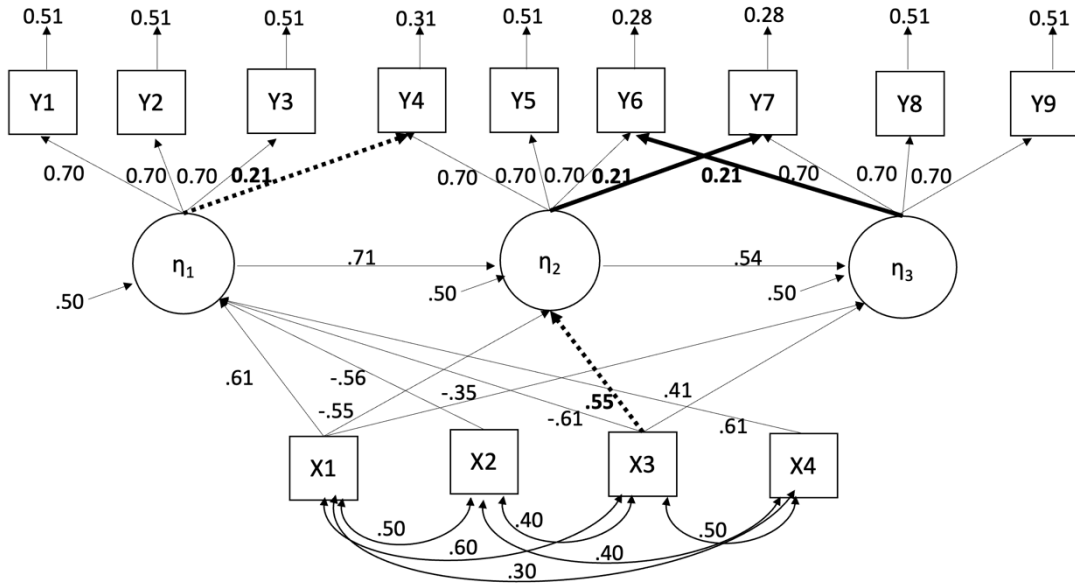 0.51 0.51 0.51 0.31 0.51 0.28 0.28 0.51 0.51
Y1 Y2 Y3 Y4 Y5 Y6 Y7 Y8 Y9
0.70 0.70 0.70 0.21 0.70 0.70 0.70 0.21 0.21 0.70 0.70 0.70
η1 .71 η2 .54 η3
.50 .50 .50
.61 -.56 -.35 .41
-.55 .55 -.61 .61
X1 X2 X3 X4
.50 .40 .50
.60 .40
.30